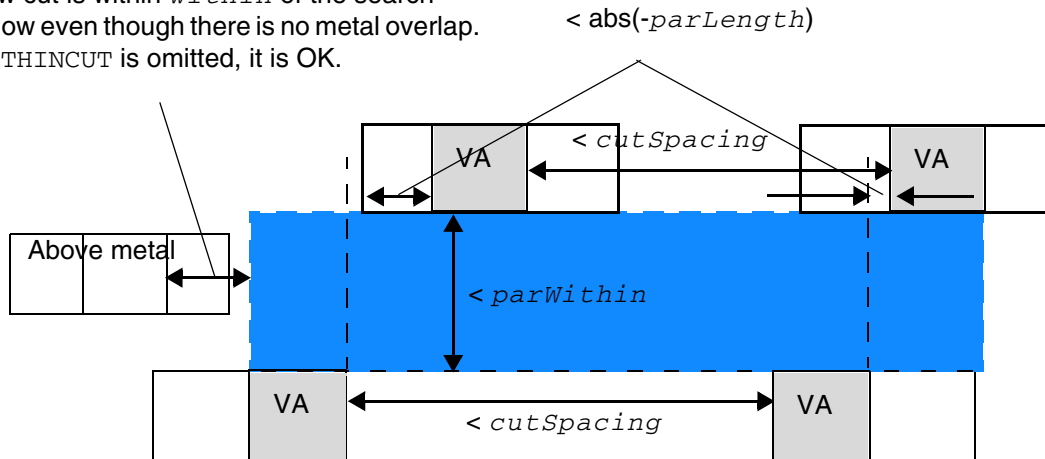 cut is within within of the search
ow even though there is no metal overlap.
THINCUT is omitted, it is OK.
< abs(-parLength)
< cutSpacing
VA
VA
Above metal
< parWithin
VA
< cutSpacing
VA